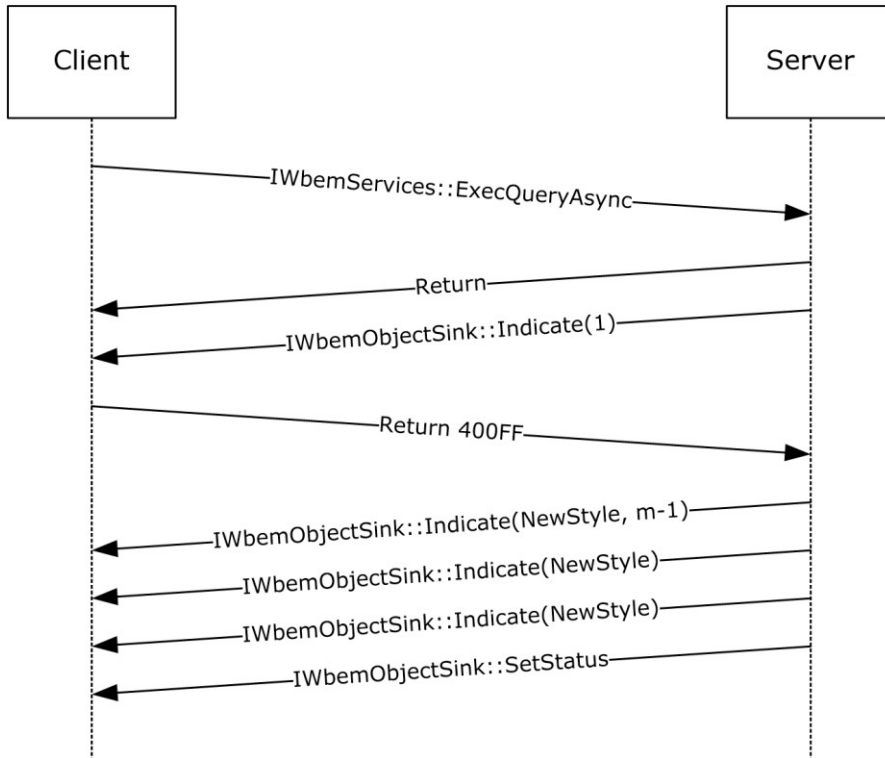 Client
Server
IWbemServices::ExecQueryAsync
Return
IWbemObjectSink::Indicate(1)
Return 400FF
IWbemObjectSink::Indicate(NewStyle, m-1)
IWbemObjectSink::Indicate(NewStyle)
IWbemObjectSink::Indicate(NewStyle)
IWbemObjectSink::SetStatus